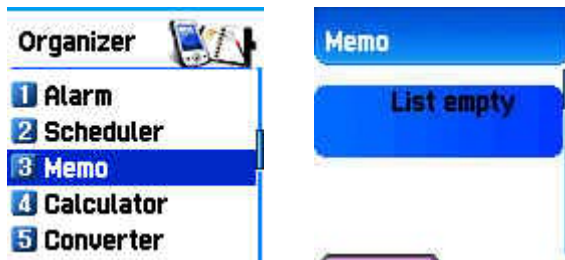 Organizer
1 Alarm
2 Scheduler
3 Memo
4 Calculator
5 Converter
Memo
List empty